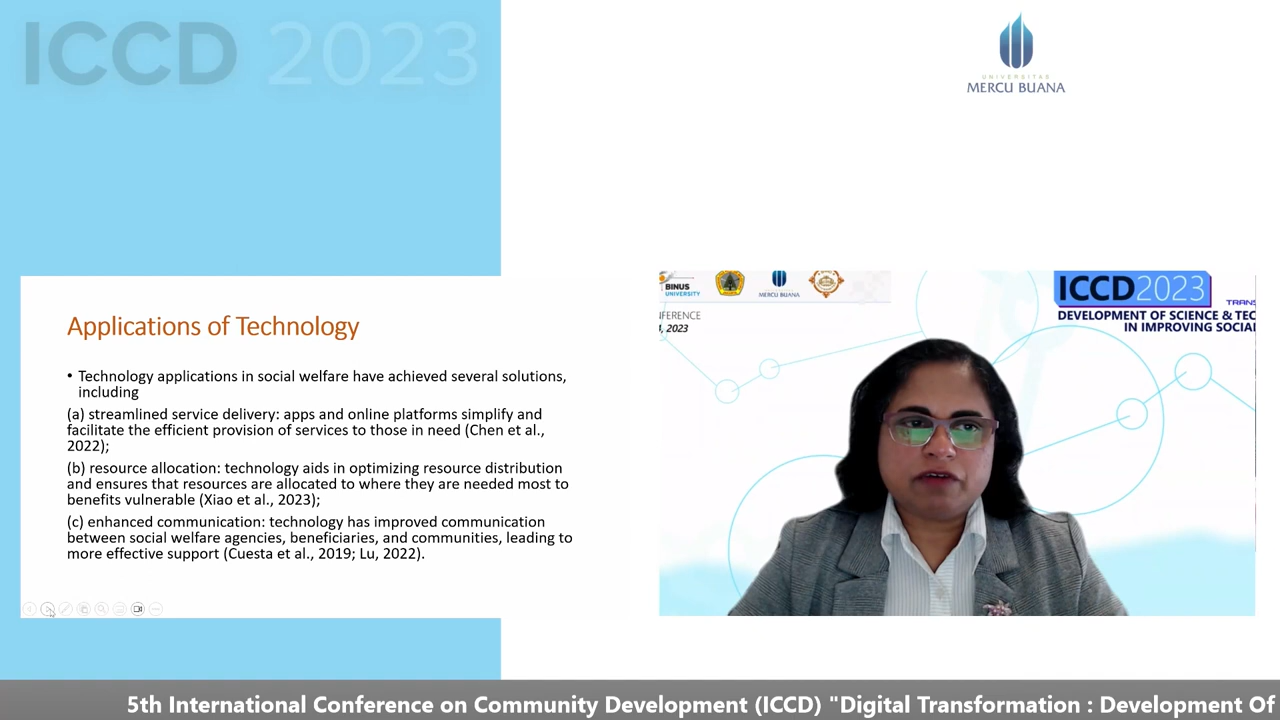 ICCD 2023
UNIVERSITAS
MERCU BUANA
Applications of Technology
• Technology applications in social welfare have achieved several solutions,
including
(a) streamlined service delivery: apps and online platforms simplify and
facilitate the efficient provision of services to those in need (Chen et al.,
2022);
(b) resource allocation: technology aids in optimizing resource distribution
and ensures that resources are allocated to where they are needed most to
benefits vulnerable (Xiao et al., 2023);
(c) enhanced communication: technology has improved communication
between social welfare agencies, beneficiaries, and communities, leading to
more effective support (Cuesta et al., 2019; Lu, 2022).
BINUS
UNIVERSITY
MERCU BUANA
ICCD2023
TRANS
DEVELOPMENT OF SCIENCE & TEC
IN IMPROVING SOCIAL
FERENCE
, 2023
5th International Conference on Community Development (ICCD) "Digital Transformation : Development Of